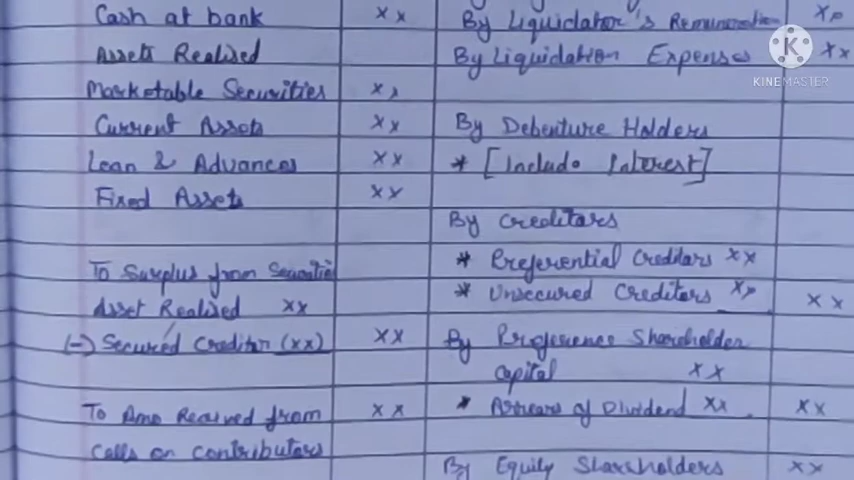 Cash at bank xx By Liquidator's Remuneration xx
Assets Realised By Liquidation Expenses xx
KINEMASTER
Marketable Securities xx
Current Assets xx By Debenture Holders
Loan & Advances xx * [Include Interest]
Fixed Assets xx
By Creditors
To Surplus from Securities * Preferential Creditors xx
Asset Realised xx * Unsecured Creditors xx xx
(-) Secured Creditor (xx) xx By Preference Shareholder
Capital xx
To Amo Received from xx * Arrears of Dividend xx xx
Calls on Contributors
By Equity Shareholders xx